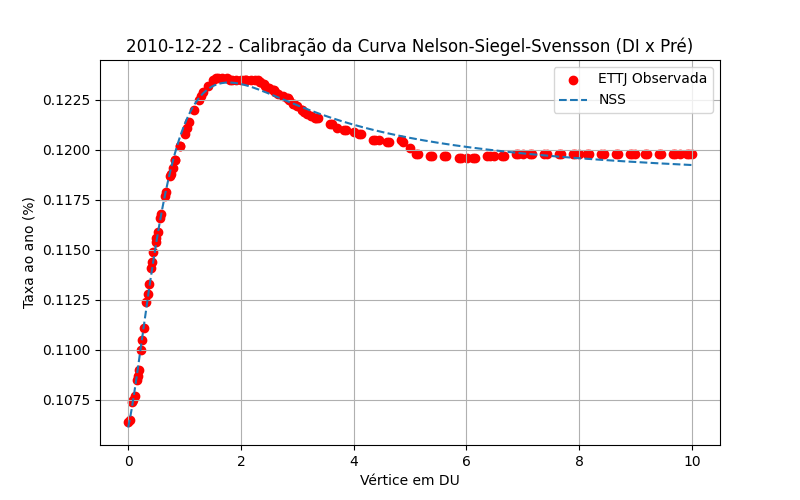 2010-12-22 - Calibração da Curva Nelson-Siegel-Svensson (DI x Pré)
ETTJ Observada
NSS
Taxa ao ano (%)
0.1225
0.1200
0.1175
0.1150
0.1125
0.1100
0.1075
0
2
4
6
8
10
Vértice em DU